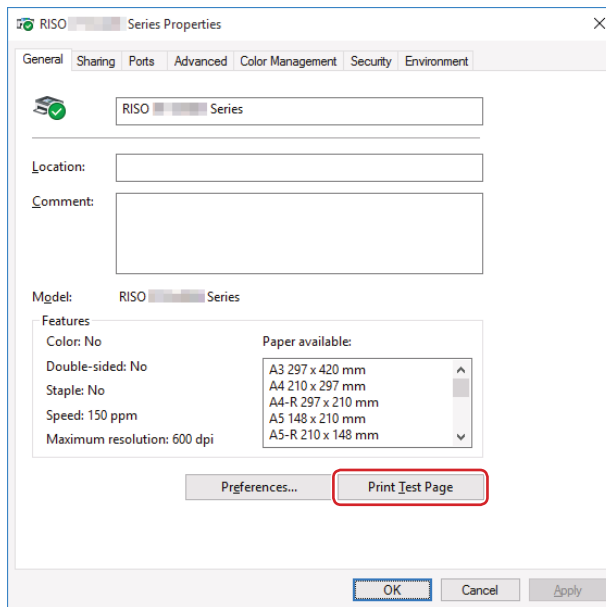 RISO Series Properties
General Sharing Ports Advanced Color Management Security Environment
RISO Series
Location:
Comment:
Model: RISO Series
Features
Color: No
Double-sided: No
Staple: No
Speed: 150 ppm
Maximum resolution: 600 dpi
Paper available:
A3 297 x 420 mm
A4 210 x 297 mm
A4-R 297 x 210 mm
A5 148 x 210 mm
A5-R 210 x 148 mm
Preferences... Print Test Page
OK Cancel Apply